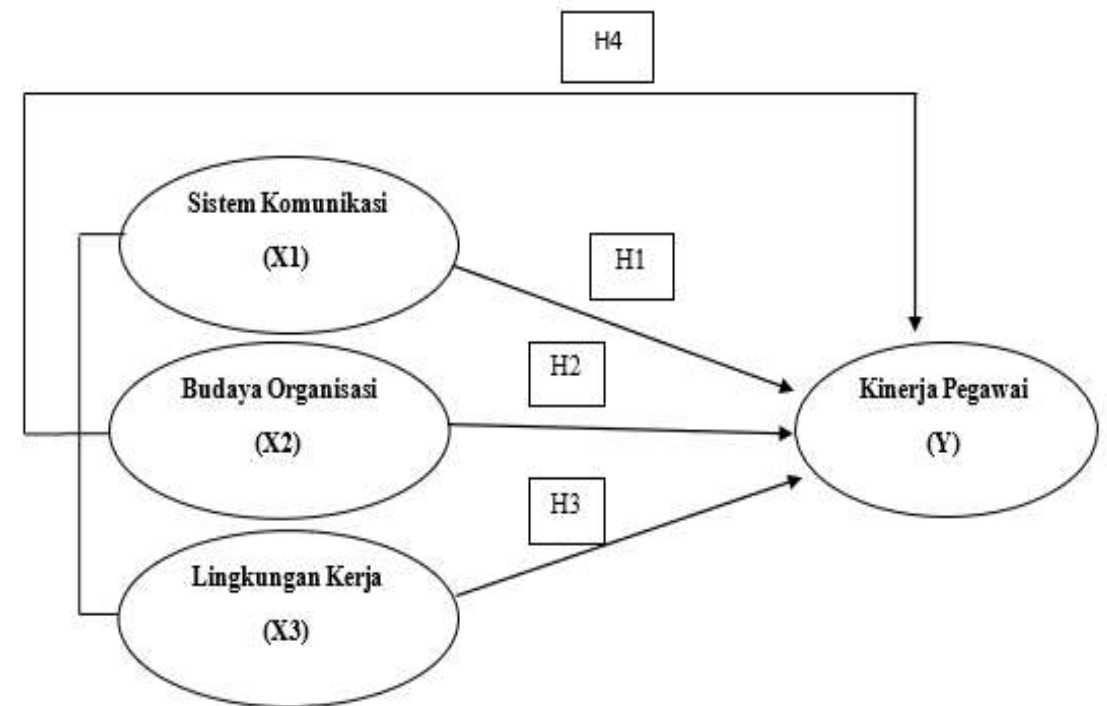 H4
Sistem Komunikasi
(X1)
H1
H2
Budaya Organisasi
(X2)
Kinerja Pegawai
(Y)
H3
Lingkungan Kerja
(X3)